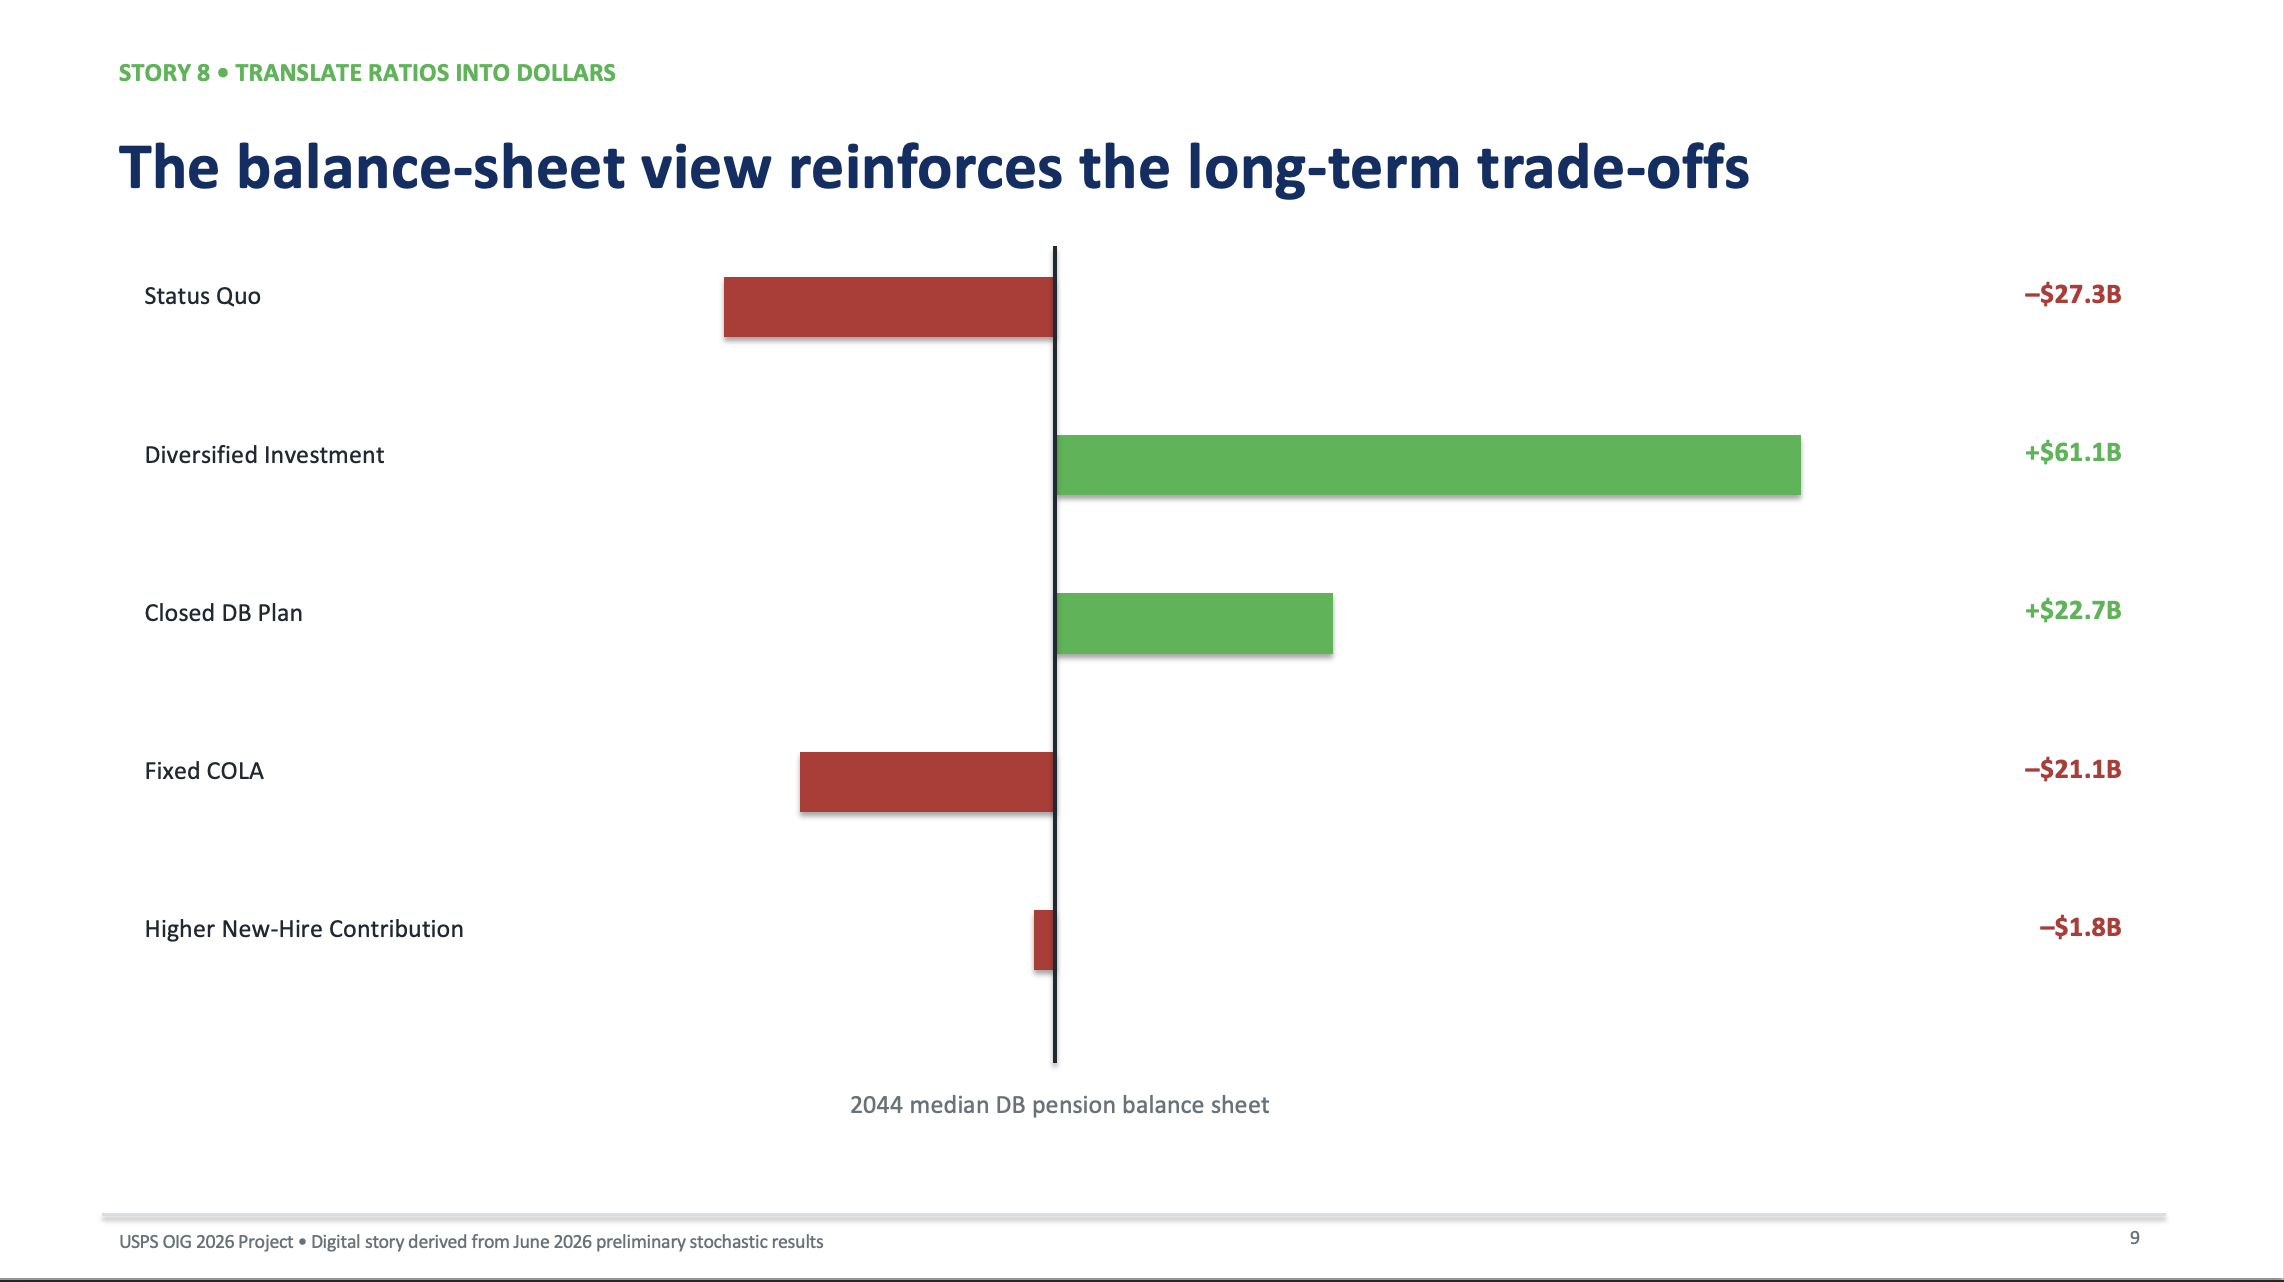 STORY 8 • TRANSLATE RATIOS INTO DOLLARS
The balance-sheet view reinforces the long-term trade-offs
Status Quo
–$27.3B
Diversified Investment
+$61.1B
Closed DB Plan
+$22.7B
Fixed COLA
–$21.1B
Higher New-Hire Contribution
–$1.8B
2044 median DB pension balance sheet
USPS OIG 2026 Project • Digital story derived from June 2026 preliminary stochastic results
9